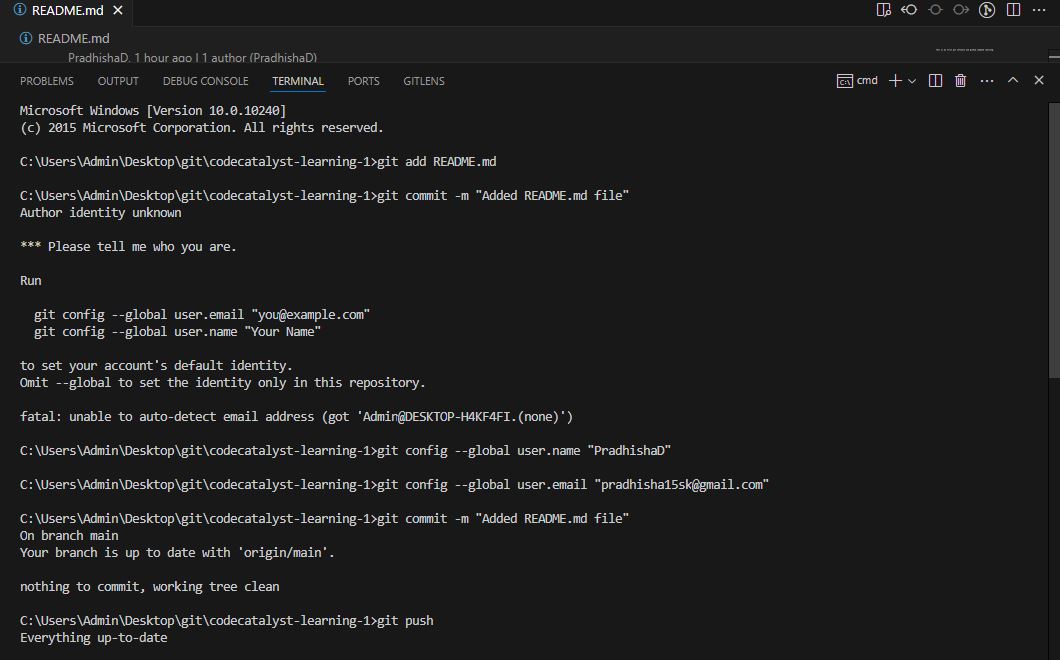 README.md
README.md
PradhishaD, 1 hour ago | 1 author (PradhishaD)
PROBLEMS OUTPUT DEBUG CONSOLE TERMINAL PORTS GITLENS
cmd
Microsoft Windows [Version 10.0.10240]
(c) 2015 Microsoft Corporation. All rights reserved.
C:\Users\Admin\Desktop\git\codecatalyst-learning-1>git add README.md
C:\Users\Admin\Desktop\git\codecatalyst-learning-1>git commit -m "Added README.md file"
Author identity unknown
*** Please tell me who you are.
Run
git config --global user.email "you@example.com"
git config --global user.name "Your Name"
to set your account's default identity.
Omit --global to set the identity only in this repository.
fatal: unable to auto-detect email address (got 'Admin@DESKTOP-H4KF4FI.(none)')
C:\Users\Admin\Desktop\git\codecatalyst-learning-1>git config --global user.name "PradhishaD"
C:\Users\Admin\Desktop\git\codecatalyst-learning-1>git config --global user.email "pradhisha15sk@gmail.com"
C:\Users\Admin\Desktop\git\codecatalyst-learning-1>git commit -m "Added README.md file"
On branch main
Your branch is up to date with 'origin/main'.
nothing to commit, working tree clean
C:\Users\Admin\Desktop\git\codecatalyst-learning-1>git push
Everything up-to-date